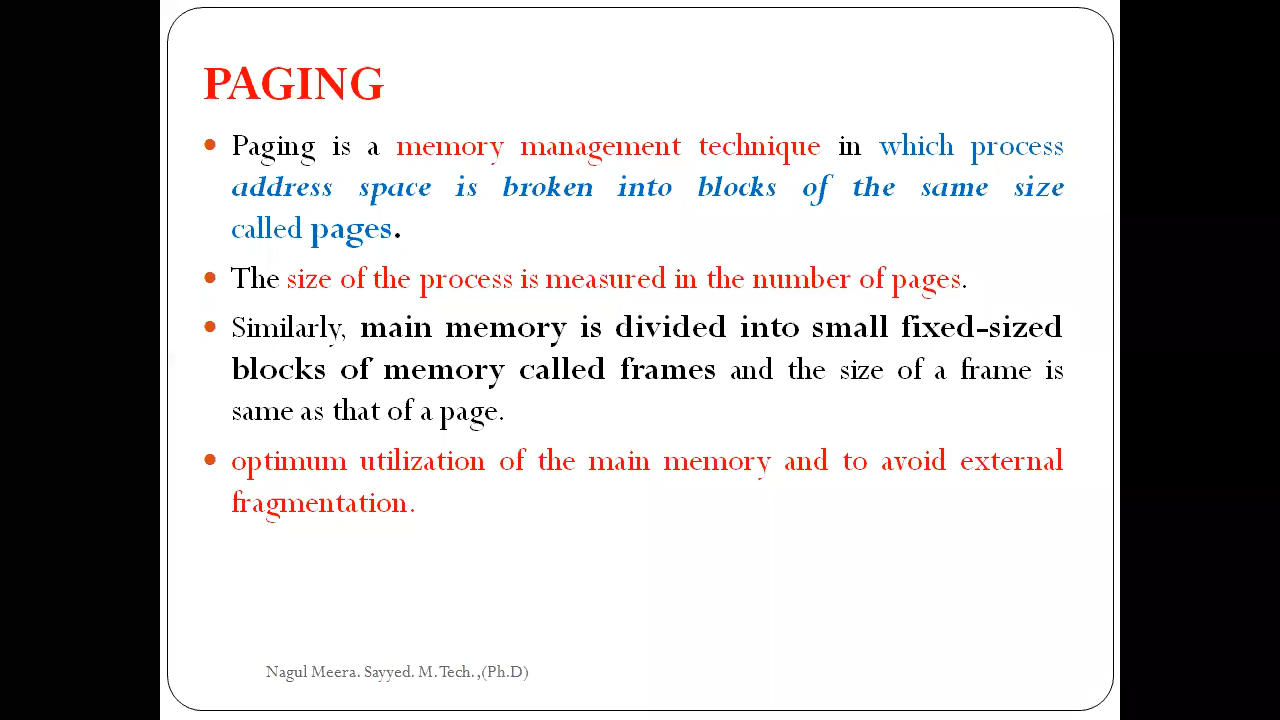 PAGING
• Paging is a memory management technique in which process
address space is broken into blocks of the same size
called pages.
• The size of the process is measured in the number of pages.
• Similarly, main memory is divided into small fixed-sized
blocks of memory called frames and the size of a frame is
same as that of a page.
• optimum utilization of the main memory and to avoid external
fragmentation.
Nagul Meera. Sayyed. M. Tech.,(Ph.D)